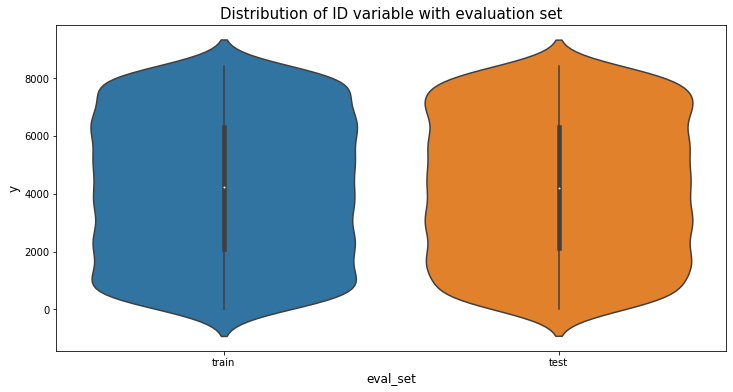 Distribution of ID variable with evaluation set
y
8000
6000
4000
2000
0
train
test
eval_set